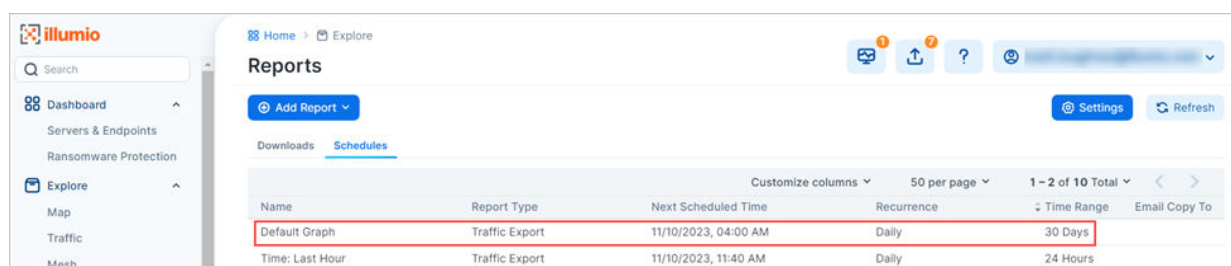 illumio
Search
Dashboard
Servers & Endpoints
Ransomware Protection
Explore
Map
Traffic
Mesh
Home > Explore
Reports
1
7
?
Add Report
Settings
Refresh
Downloads Schedules
Customize columns 50 per page 1 – 2 of 10 Total < >
Name Report Type Next Scheduled Time Recurrence Time Range Email Copy To
Default Graph Traffic Export 11/10/2023, 04:00 AM Daily 30 Days
Time: Last Hour Traffic Export 11/10/2023, 11:40 AM Daily 24 Hours